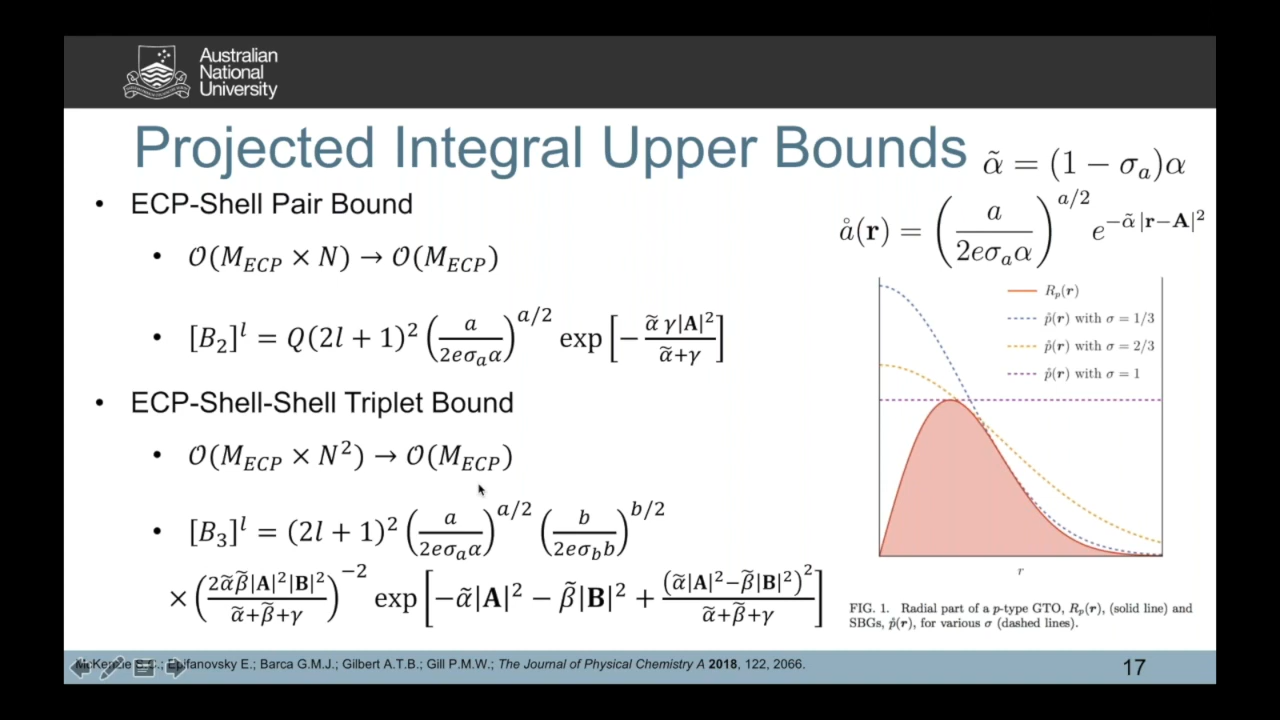 Australian
National
University
Projected Integral Upper Bounds
α̃ = (1 − σₐ)α
• ECP-Shell Pair Bound
å(𝐫) = (a / 2eσₐα)^{a/2} e^{−α̃|𝐫−𝐀|²}
• 𝒪(M_ECP × N) → 𝒪(M_ECP)
• [B₂]^l = Q(2l + 1)² (a / 2eσₐα)^{a/2} exp[− α̃ γ|𝐀|² / α̃+γ]
• ECP-Shell-Shell Triplet Bound
• 𝒪(M_ECP × N²) → 𝒪(M_ECP)
• [B₃]^l = (2l + 1)² (a / 2eσₐα)^{a/2} (b / 2eσ_b b)^{b/2}
× (2α̃β̃|𝐀|²|𝐁|² / α̃+β̃+γ)^{−2} exp[−α̃|𝐀|² − β̃|𝐁|² + (α̃|𝐀|²−β̃|𝐁|²)² / α̃+β̃+γ]
Rₚ(𝒓)
p̊(𝒓) with σ = 1/3
p̊(𝒓) with σ = 2/3
p̊(𝒓) with σ = 1
r
FIG. 1. Radial part of a p-type GTO, Rₚ(𝒓), (solid line) and
SBGs, p̊(𝒓), for various σ (dashed lines).
McKenzie S.C.; Epifanovsky E.; Barca G.M.J.; Gilbert A.T.B.; Gill P.M.W.; The Journal of Physical Chemistry A 2018, 122, 2066.
17